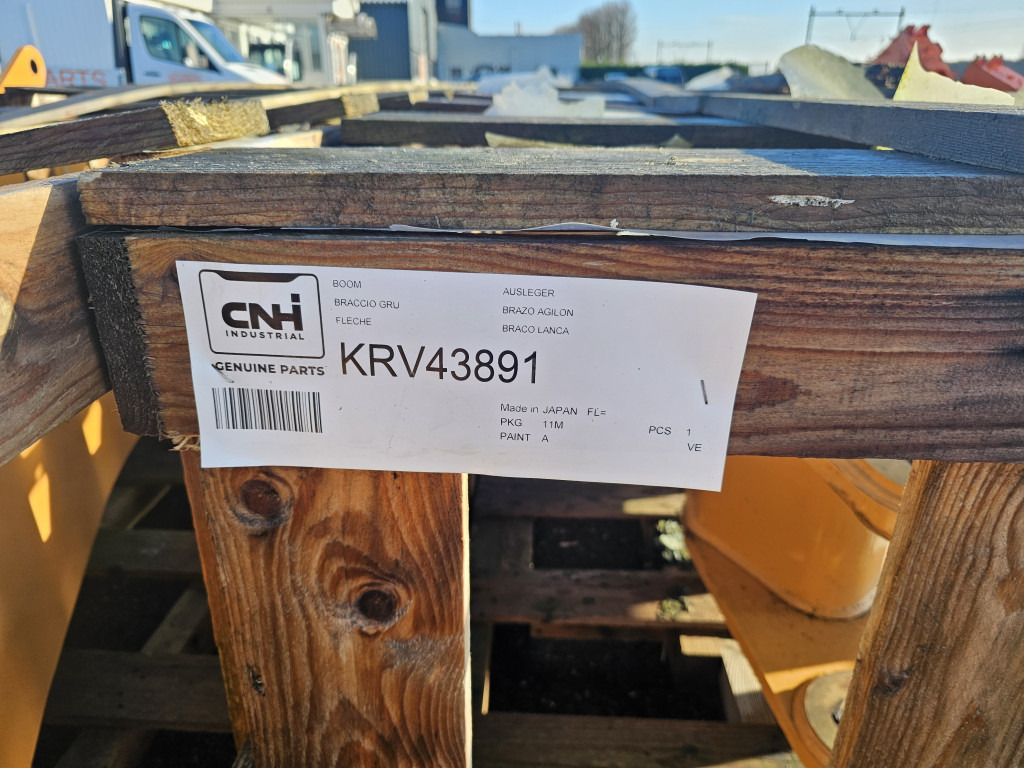 ARTS
CNH
INDUSTRIAL
GENUINE PARTS
BOOM
BRACCIO GRU
FLECHE
AUSLEGER
BRAZO AGILON
BRACO LANCA
KRV43891
Made in JAPAN FL=
PKG 11M
PAINT A
PCS 1
VE